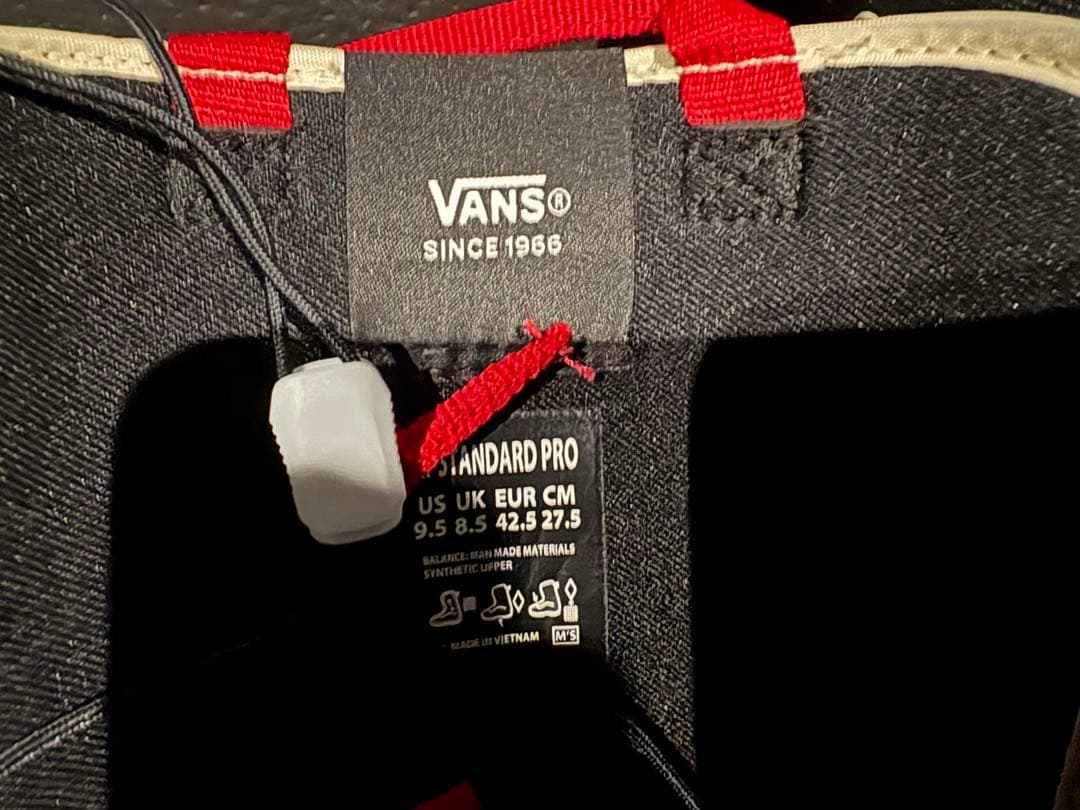 VANS®
SINCE 1966
STANDARD PRO
US UK EUR CM
9.5 8.5 42.5 27.5
BALANCE: MAN MADE MATERIALS
SYNTHETIC UPPER
MADE IN VIETNAM M'S